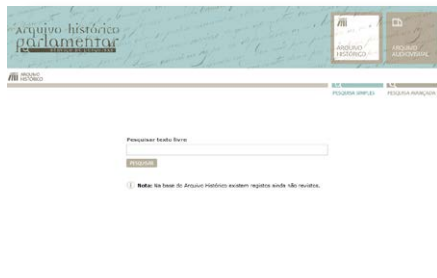 arquivo histórico
parlamentar
ARQUIVO
HISTÓRICO
ARQUIVO
AUDIOVISUAL
ARQUIVO
HISTÓRICO
PESQUISA SIMPLES
PESQUISA AVANÇADA
Pesquisar texto livre
PESQUISAR
Nota: Na base do Arquivo Histórico existem registos ainda não revistos.